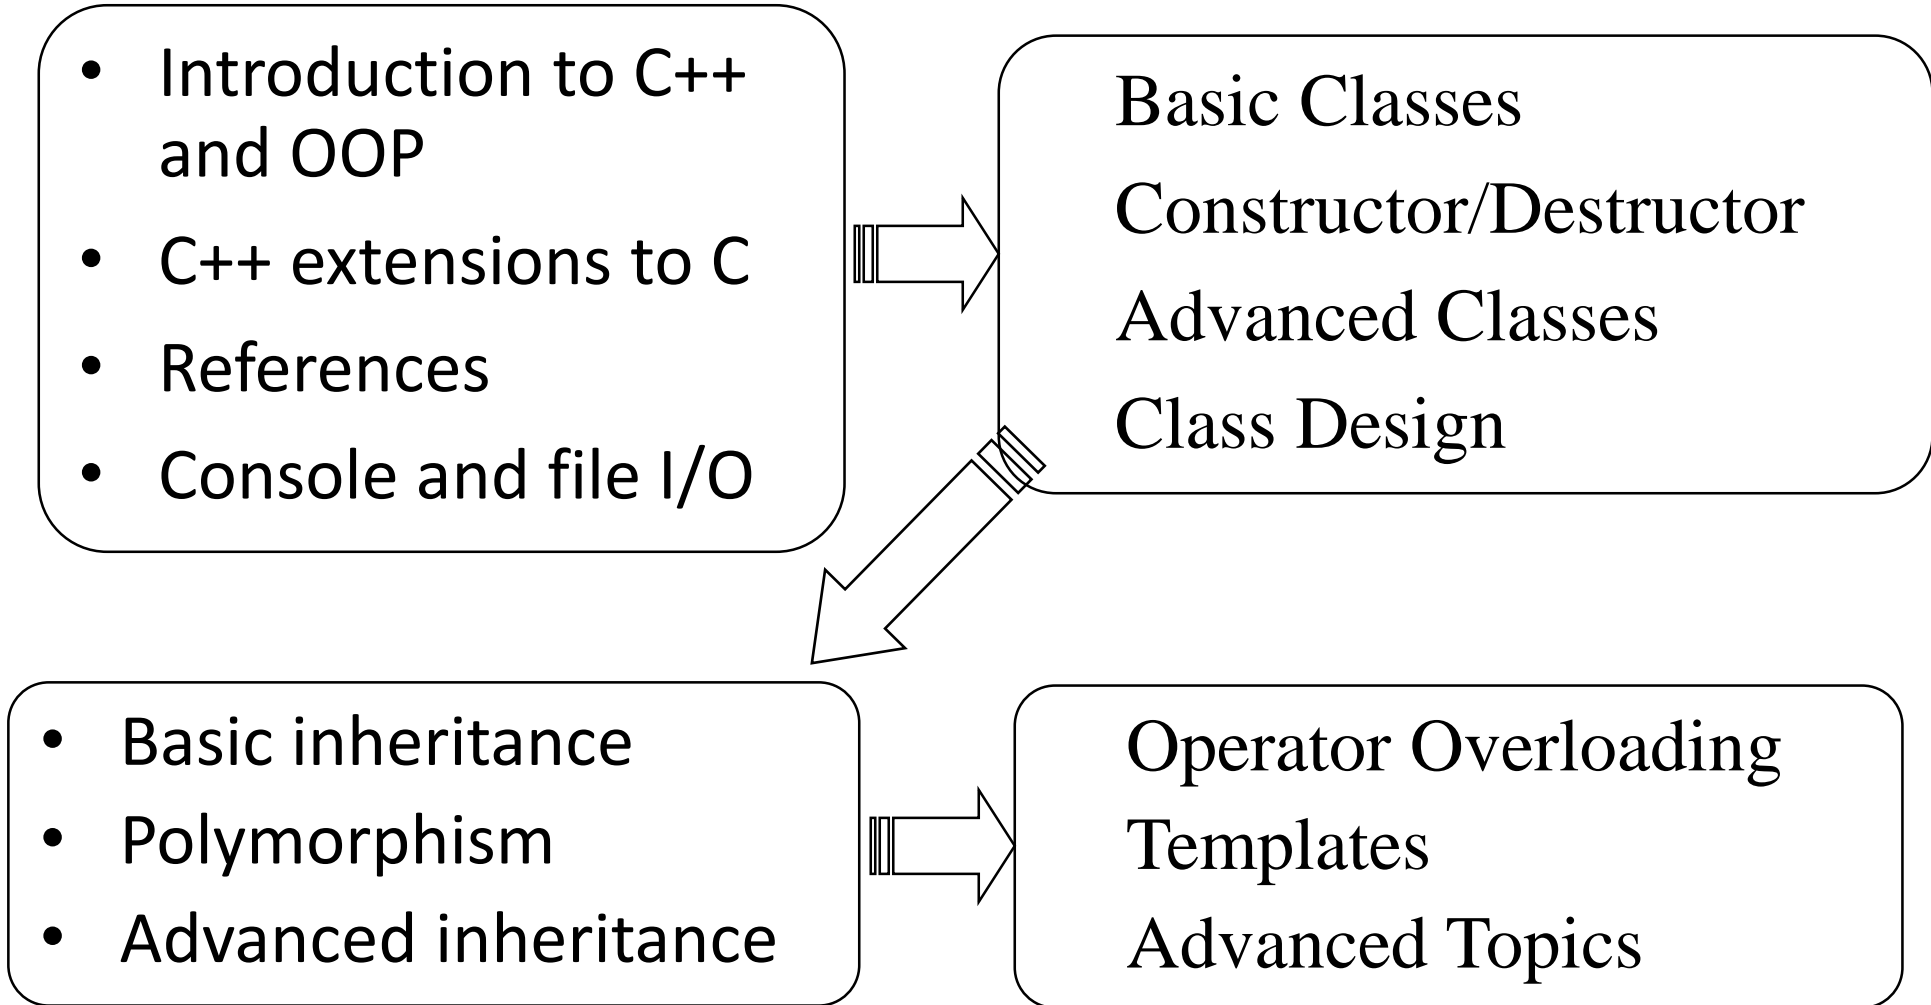 • Introduction to C++
and OOP
• C++ extensions to C
• References
• Console and file I/O
Basic Classes
Constructor/Destructor
Advanced Classes
Class Design
• Basic inheritance
• Polymorphism
• Advanced inheritance
Operator Overloading
Templates
Advanced Topics